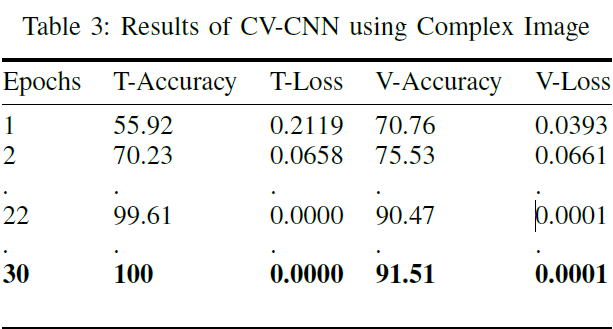 Table 3: Results of CV-CNN using Complex Image
Epochs T-Accuracy T-Loss V-Accuracy V-Loss
1 55.92 0.2119 70.76 0.0393
2 70.23 0.0658 75.53 0.0661
. . . . .
22 99.61 0.0000 90.47 0.0001
. . . . .
30 100 0.0000 91.51 0.0001